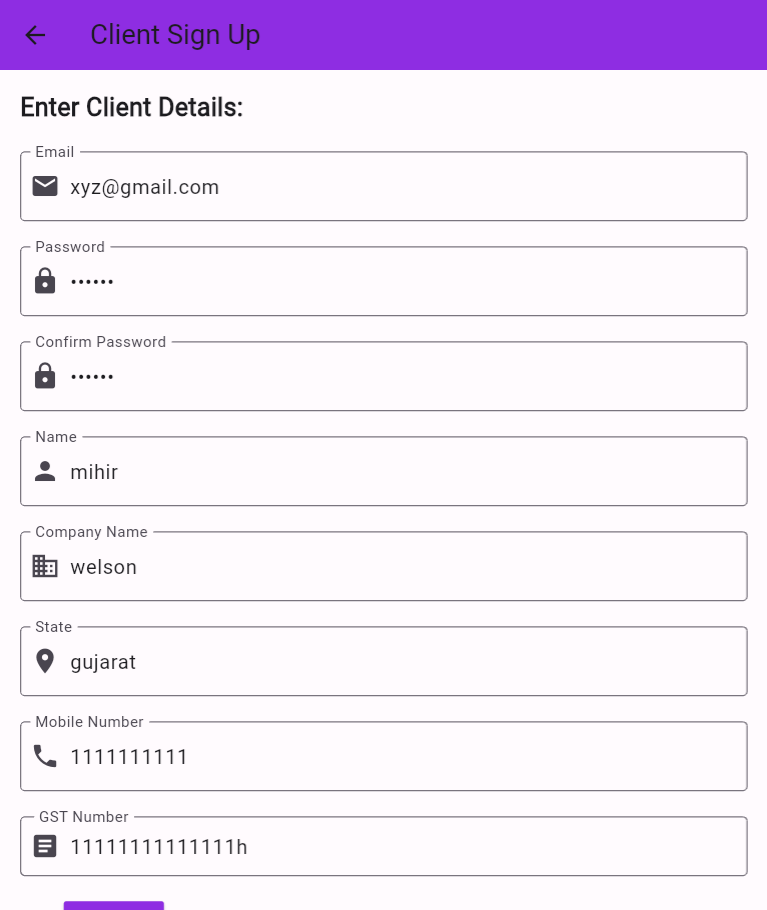 Client Sign Up
Enter Client Details:
Email
xyz@gmail.com
Password
••••••
Confirm Password
••••••
Name
mihir
Company Name
welson
State
gujarat
Mobile Number
1111111111
GST Number
11111111111111h